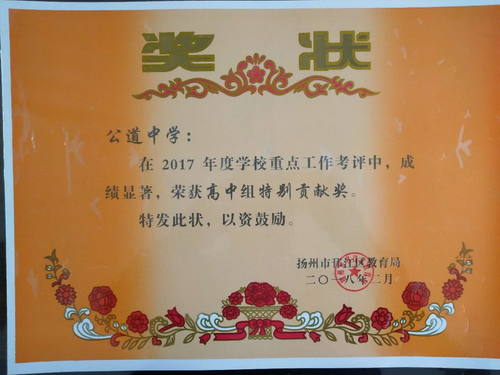 奖状
公道中学：
在 2017 年度学校重点工作考评中，成
绩显著，荣获高中组特别贡献奖。
特发此状，以资鼓励。
扬州市邗江区教育局
二〇一八年二月